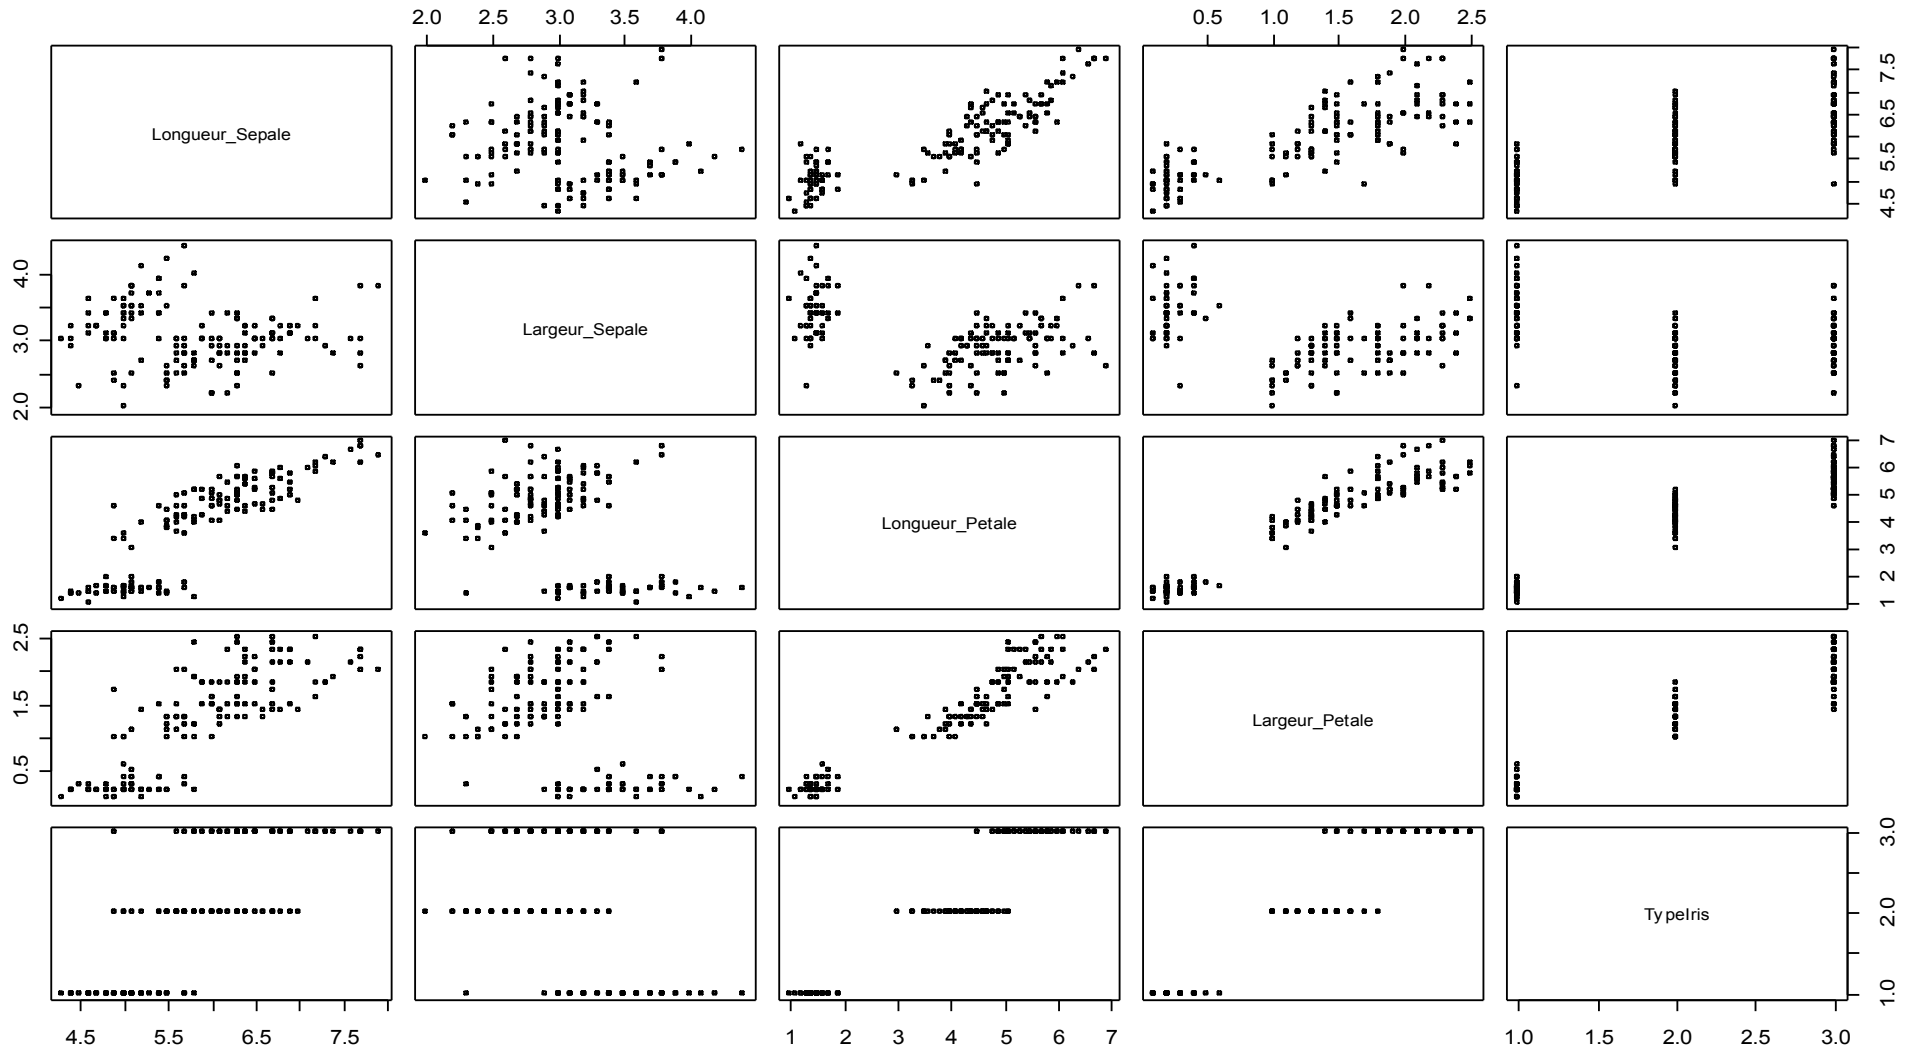 2.0 2.5 3.0 3.5 4.0 0.5 1.0 1.5 2.0 2.5
Longueur_Sepale
4.5 5.5 6.5 7.5
2.0 3.0 4.0
Largeur_Sepale
Longueur_Petale
1 2 3 4 5 6 7
0.5 1.5 2.5
Largeur_Petale
TypeIris
1.0 2.0 3.0
4.5 5.5 6.5 7.5 1 2 3 4 5 6 7 1.0 1.5 2.0 2.5 3.0